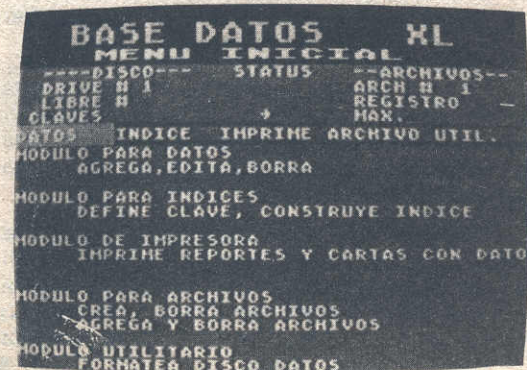 BASE DATOS XL
MENU INICIAL
----DISCO--- STATUS --ARCHIVOS--
DRIVE # 1 ARCH # 1
LIBRE # REGISTRO
CLAVES MAX.
DATOS INDICE IMPRIME ARCHIVO UTIL.
MODULO PARA DATOS
AGREGA,EDITA,BORRA
MODULO PARA INDICES
DEFINE CLAVE, CONSTRUYE INDICE
MODULO DE IMPRESORA
IMPRIME REPORTES Y CARTAS CON DATO
MODULO PARA ARCHIVOS
CREA, BORRA ARCHIVOS
AGREGA Y BORRA ARCHIVOS
MODULO UTILITARIO
FORMATEA DISCO DATOS